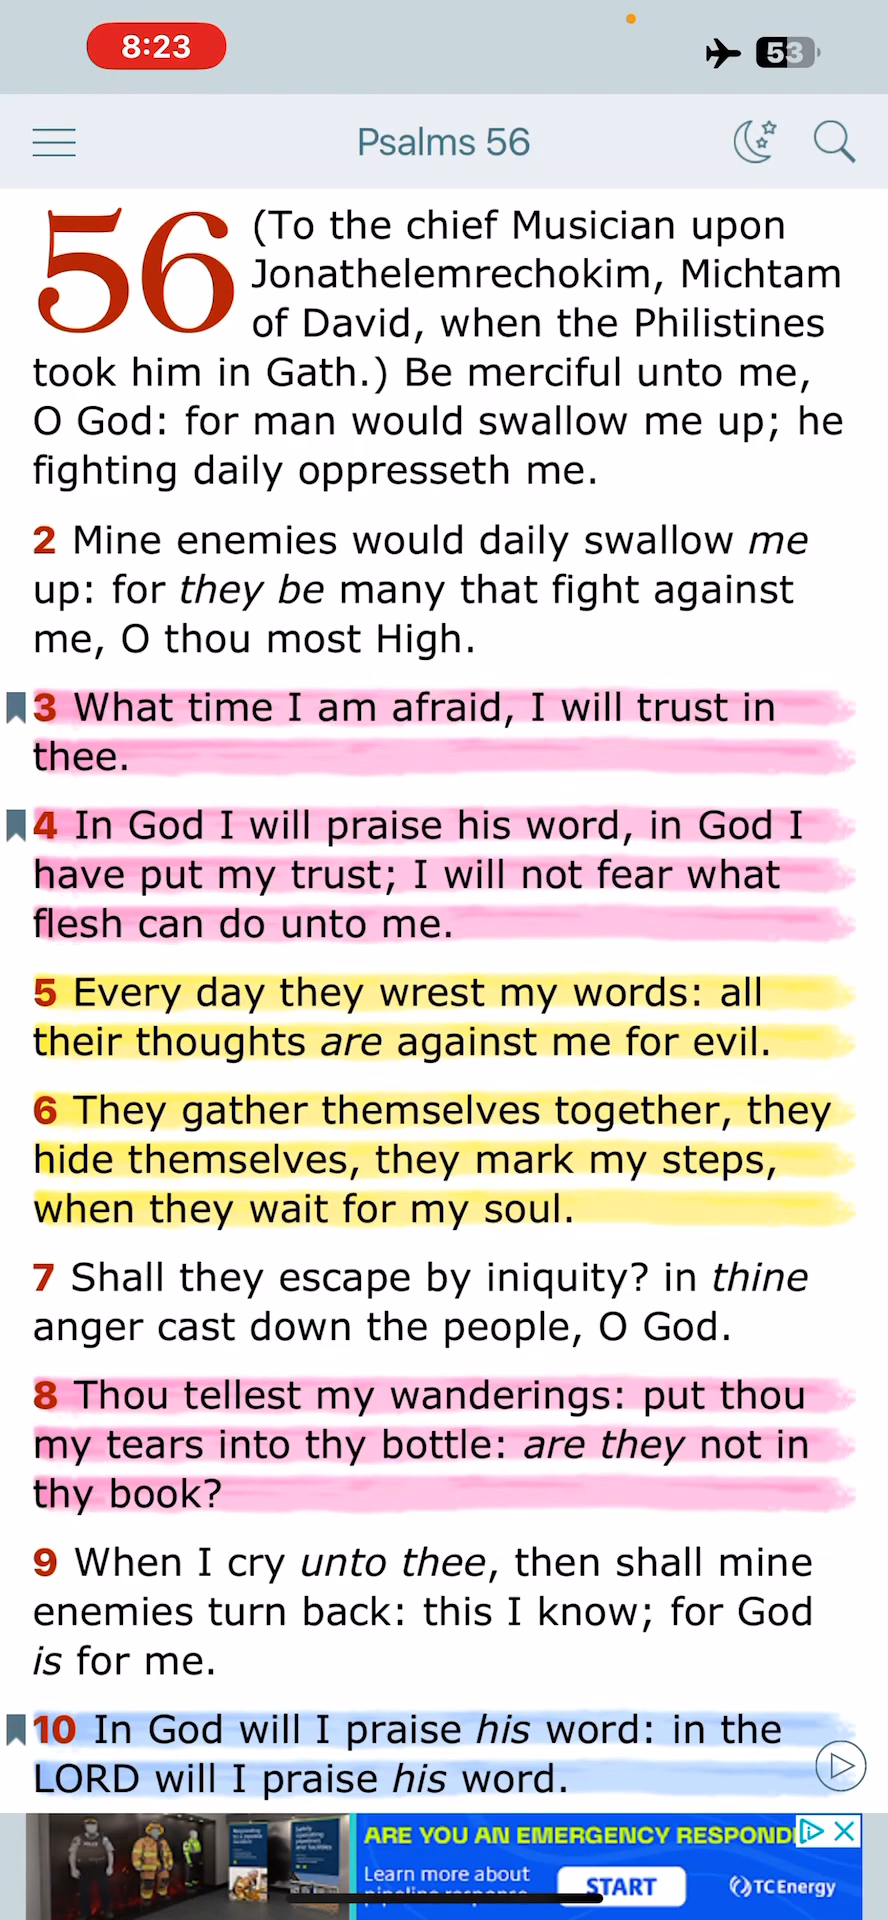 8:23
53
Psalms 56
56 (To the chief Musician upon
Jonathelemrechokim, Michtam
of David, when the Philistines
took him in Gath.) Be merciful unto me,
O God: for man would swallow me up; he
fighting daily oppresseth me.
2 Mine enemies would daily swallow me
up: for they be many that fight against
me, O thou most High.
3 What time I am afraid, I will trust in
thee.
4 In God I will praise his word, in God I
have put my trust; I will not fear what
flesh can do unto me.
5 Every day they wrest my words: all
their thoughts are against me for evil.
6 They gather themselves together, they
hide themselves, they mark my steps,
when they wait for my soul.
7 Shall they escape by iniquity? in thine
anger cast down the people, O God.
8 Thou tellest my wanderings: put thou
my tears into thy bottle: are they not in
thy book?
9 When I cry unto thee, then shall mine
enemies turn back: this I know; for God
is for me.
10 In God will I praise his word: in the
LORD will I praise his word.
ARE YOU AN EMERGENCY RESPOND
Learn more about
START
TC Energy